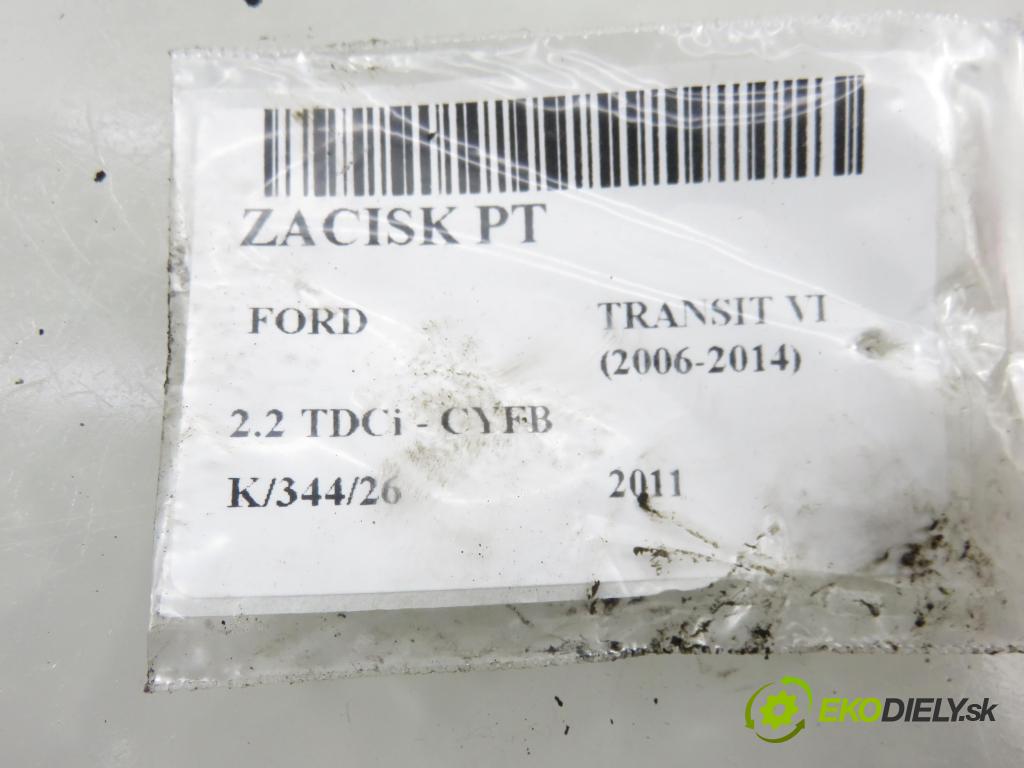 ZACISK PT
FORD
TRANSIT VI
(2006-2014)
2.2 TDCi - CYFB
K/344/26
2011
EKODIELY.sk